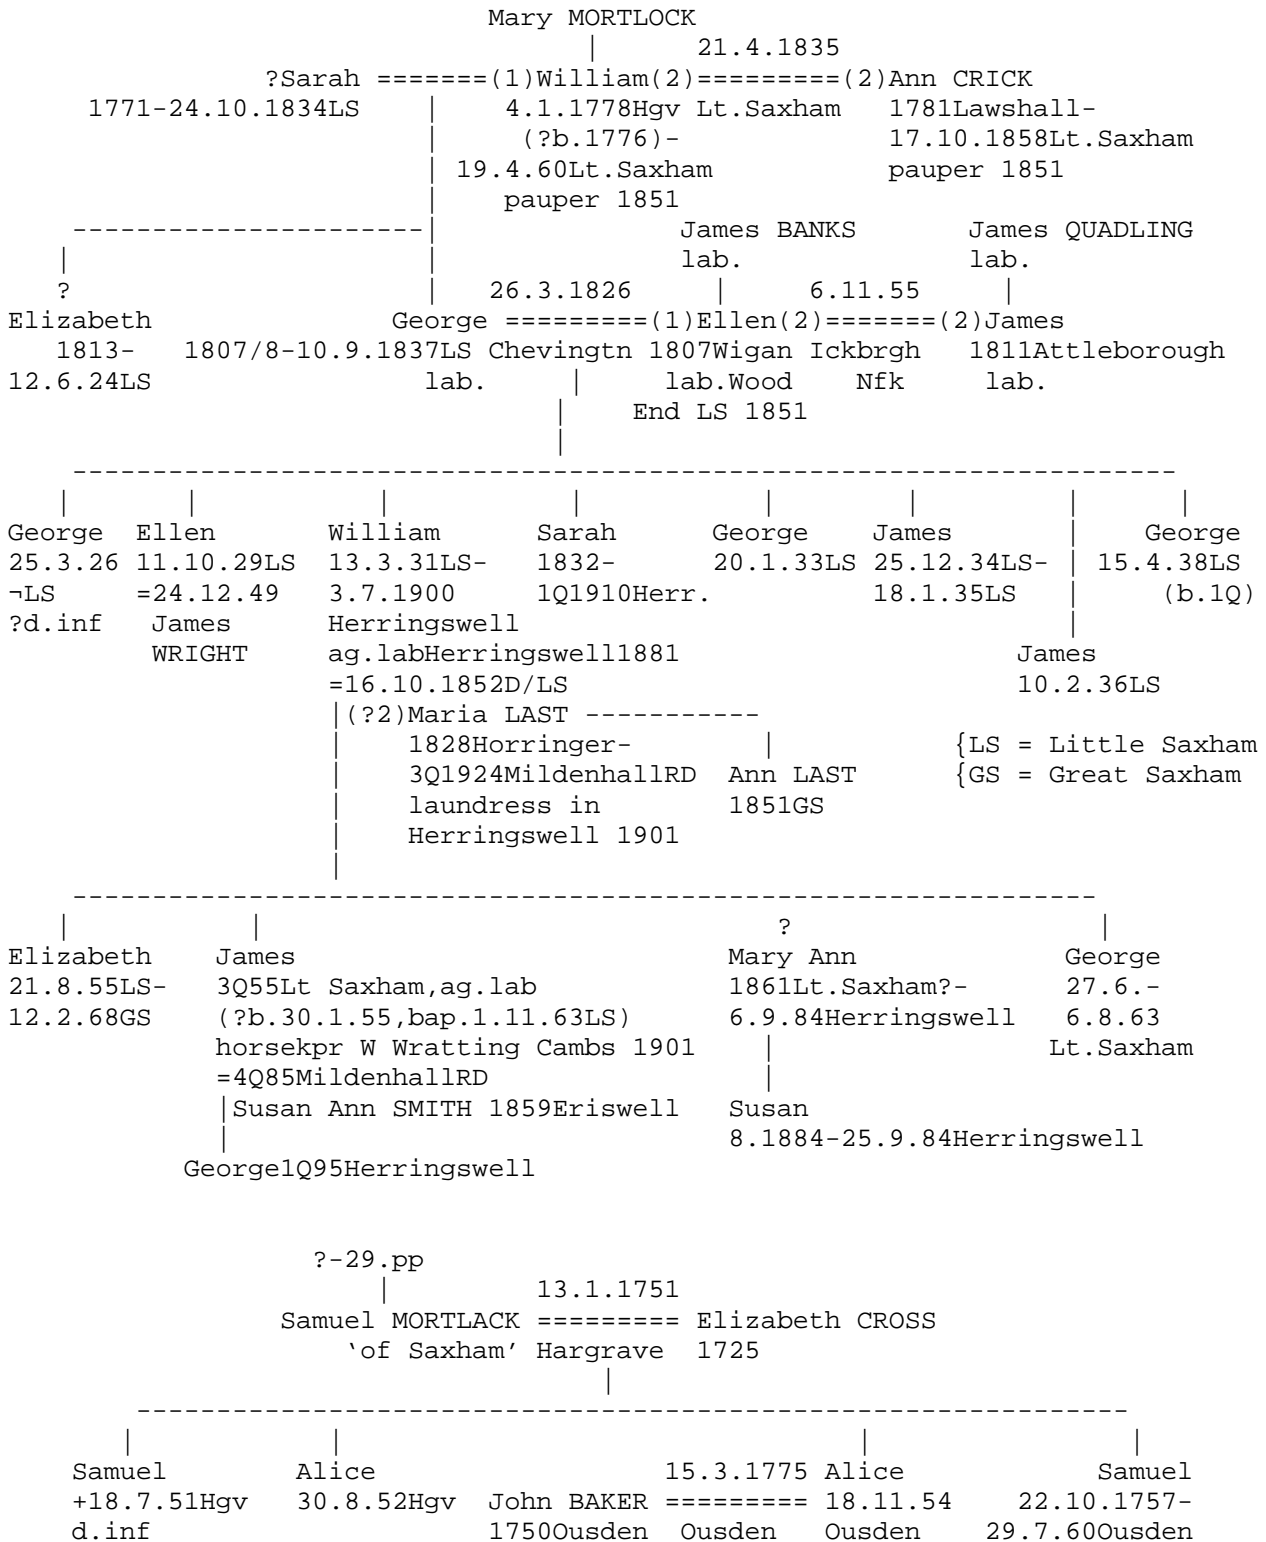 Mary MORTLOCK
| 21.4.1835
?Sarah =======(1)William(2)=========(2)Ann CRICK
1771-24.10.1834LS | 4.1.1778Hgv Lt.Saxham 1781Lawshall-
| (?b.1776)- 17.10.1858Lt.Saxham
| 19.4.60Lt.Saxham pauper 1851
| pauper 1851
----------------------| James BANKS James QUADLING
| | lab. lab.
? | 26.3.1826 | 6.11.55 |
Elizabeth George =========(1)Ellen(2)=======(2)James
1813- 1807/8-10.9.1837LS Chevingtn 1807Wigan Ickbrgh 1811Attleborough
12.6.24LS lab. | lab.Wood Nfk lab.
| End LS 1851
|
---------------------------------------------------------------------
| | | | | | | |
George Ellen William Sarah George James | George
25.3.26 11.10.29LS 13.3.31LS- 1832- 20.1.33LS 25.12.34LS- | 15.4.38LS
¬LS =24.12.49 3.7.1900 1Q1910Herr. 18.1.35LS | (b.1Q)
?d.inf James Herringswell |
WRIGHT ag.labHerringswell1881 James
=16.10.1852D/LS 10.2.36LS
|(?2)Maria LAST -----------
| 1828Horringer- | {LS = Little Saxham
| 3Q1924MildenhallRD Ann LAST {GS = Great Saxham
| laundress in 1851GS
| Herringswell 1901
|
----------------------------------------------------------------
| | ? |
Elizabeth James Mary Ann George
21.8.55LS- 3Q55Lt Saxham,ag.lab 1861Lt.Saxham?- 27.6.-
12.2.68GS (?b.30.1.55,bap.1.11.63LS) 6.9.84Herringswell 6.8.63
horsekpr W Wratting Cambs 1901 | Lt.Saxham
=4Q85MildenhallRD |
|Susan Ann SMITH 1859Eriswell Susan
| 8.1884-25.9.84Herringswell
George1Q95Herringswell
?-29.pp
| 13.1.1751
Samuel MORTLACK ========= Elizabeth CROSS
‘of Saxham’ Hargrave 1725
|
--------------------------------------------------------------
| | | |
Samuel Alice 15.3.1775 Alice Samuel
+18.7.51Hgv 30.8.52Hgv John BAKER ========= 18.11.54 22.10.1757-
d.inf 1750Ousden Ousden Ousden 29.7.60Ousden